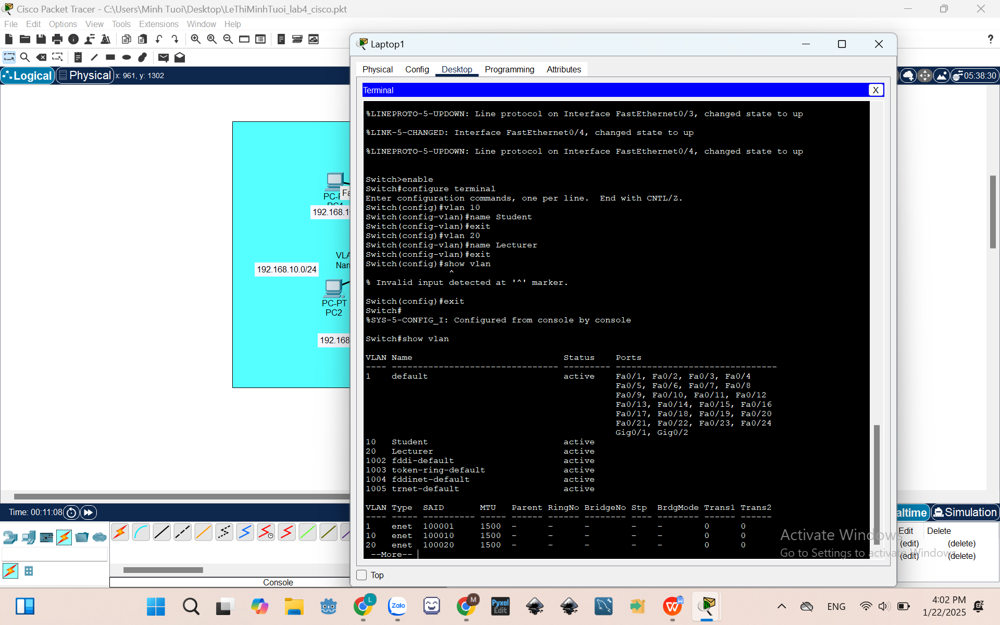 Cisco Packet Tracer - C:\Users\Minh Tuoi\Desktop\LeThiMinhTuoi_lab4_cisco.pkt
File Edit Options View Tools Extensions Window Help
Logical Physical x: 961, y: 1302
05:38:30
PC-
Fa
PC1
192.168.1
VLA
Nam
192.168.10.0/24
PC-PT
PC2
192.168
Laptop1
Physical Config Desktop Programming Attributes
Terminal X
%LINEPROTO-5-UPDOWN: Line protocol on Interface FastEthernet0/3, changed state to up
%LINK-5-CHANGED: Interface FastEthernet0/4, changed state to up
%LINEPROTO-5-UPDOWN: Line protocol on Interface FastEthernet0/4, changed state to up
Switch>enable
Switch#configure terminal
Enter configuration commands, one per line. End with CNTL/Z.
Switch(config)#vlan 10
Switch(config-vlan)#name Student
Switch(config-vlan)#exit
Switch(config)#vlan 20
Switch(config-vlan)#name Lecturer
Switch(config-vlan)#exit
Switch(config)#show vlan
^
% Invalid input detected at '^' marker.
Switch(config)#exit
Switch#
%SYS-5-CONFIG_I: Configured from console by console
Switch#show vlan
VLAN Name Status Ports
---- -------------------------------- --------- -------------------------------
1 default active Fa0/1, Fa0/2, Fa0/3, Fa0/4
Fa0/5, Fa0/6, Fa0/7, Fa0/8
Fa0/9, Fa0/10, Fa0/11, Fa0/12
Fa0/13, Fa0/14, Fa0/15, Fa0/16
Fa0/17, Fa0/18, Fa0/19, Fa0/20
Fa0/21, Fa0/22, Fa0/23, Fa0/24
Gig0/1, Gig0/2
10 Student active
20 Lecturer active
1002 fddi-default active
1003 token-ring-default active
1004 fddinet-default active
1005 trnet-default active
VLAN Type SAID MTU Parent RingNo BridgeNo Stp BrdgMode Trans1 Trans2
---- ----- ---------- ----- ------ ------ -------- ---- -------- ------ ------
1 enet 100001 1500 - - - - - 0 0
10 enet 100010 1500 - - - - - 0 0
20 enet 100020 1500 - - - - - 0 0
--More--
Top
Time: 00:11:08
altime Simulation
Edit Delete
(edit) (delete)
(edit) (delete)
Activate Windows
Go to Settings to activate Windows.
Console
L
M
Zalo
Pyxel
Edit
W
W
ENG
4:02 PM
1/22/2025